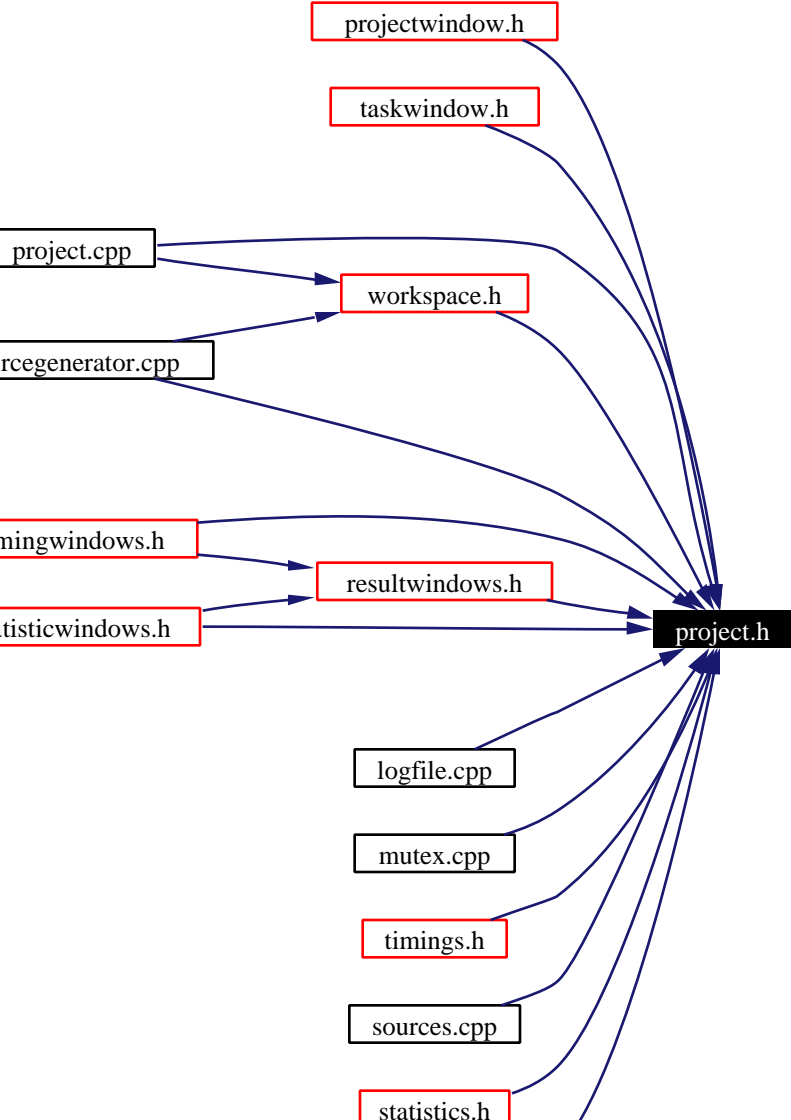 projectwindow.h
taskwindow.h
project.cpp
workspace.h
rcegenerator.cpp
mingwindows.h
resultwindows.h
tisticwindows.h
project.h
logfile.cpp
mutex.cpp
timings.h
sources.cpp
statistics.h